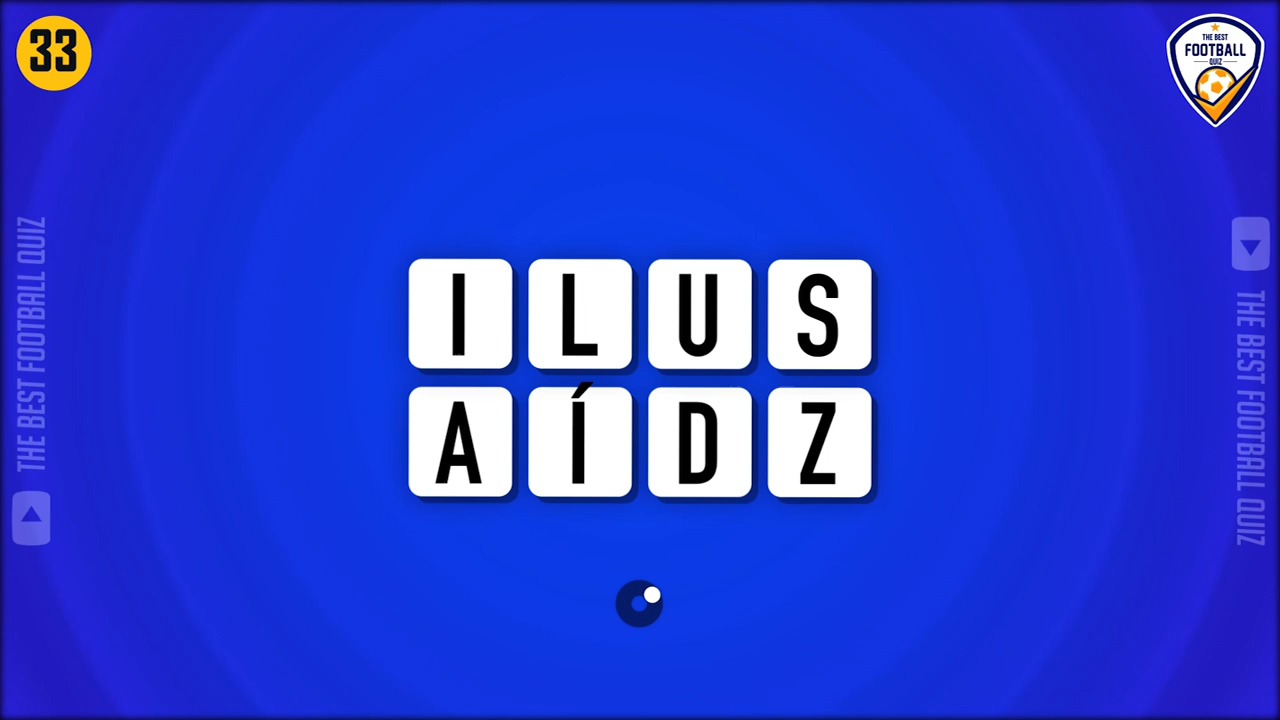 33
THE BEST
FOOTBALL
QUIZ
THE BEST FOOTBALL QUIZ
THE BEST FOOTBALL QUIZ
I L U S
A Í D Z